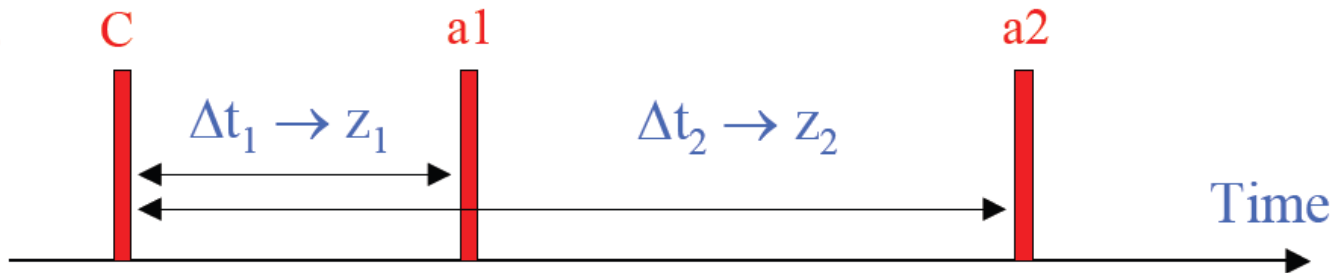 C a1 a2
Δt₁ → z₁ Δt₂ → z₂
Time